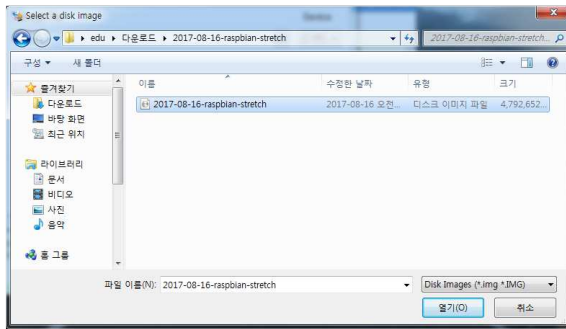 Select a disk image
edu ▸ 다운로드 ▸ 2017-08-16-raspbian-stretch
2017-08-16-raspbian-stretch...
구성 새 폴더
이름 수정한 날짜 유형 크기
2017-08-16-raspbian-stretch 2017-08-16 오전... 디스크 이미지 파일 4,792,652...
즐겨찾기
다운로드
바탕 화면
최근 위치
라이브러리
문서
비디오
사진
음악
홈 그룹
파일 이름(N): 2017-08-16-raspbian-stretch
Disk Images (*.img *.IMG)
열기(O) 취소